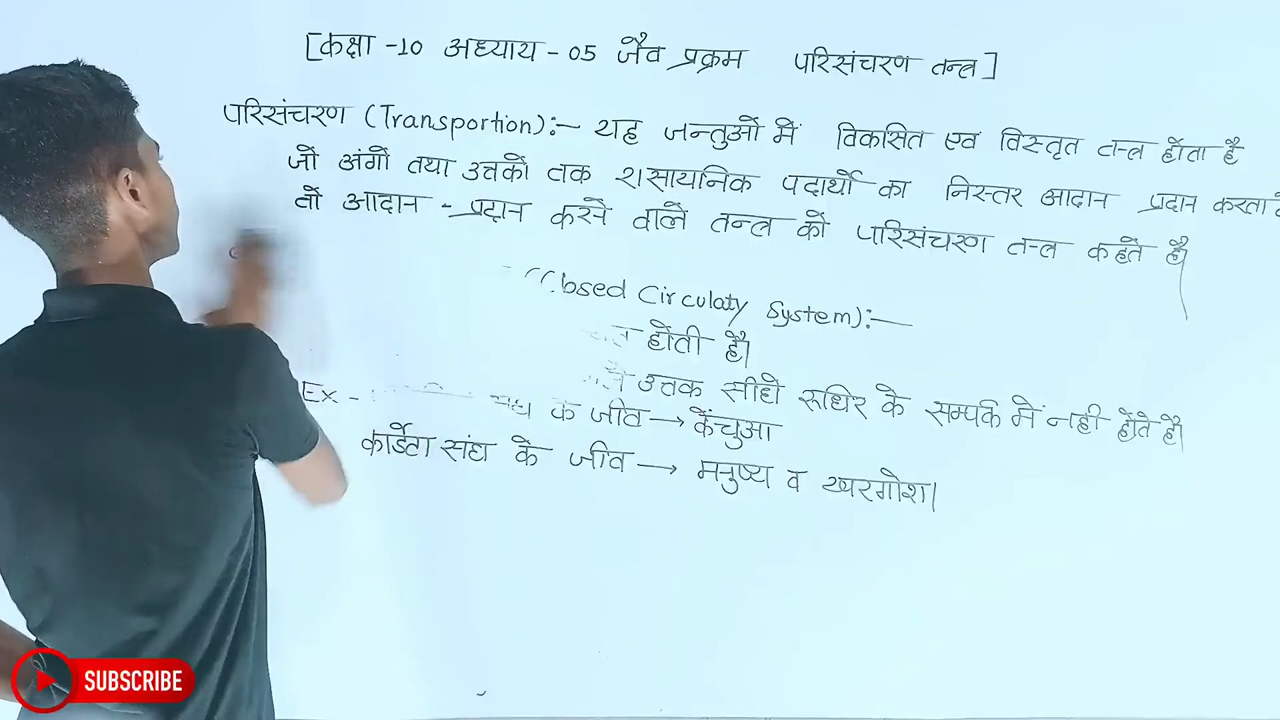 [कक्षा -10 अध्याय - 05 जैव प्रक्रम परिसंचरण तन्त्र]
परिसंचरण (Transportion):- यह जन्तुओं में विकसित एवं विस्तृत तन्त्र होता है
जो अंगों तथा उत्तकों तक रासायनिक पदार्थों का निस्तर आदान प्रदान करता
तो आदान - प्रदान करने वाले तन्त्र को परिसंचरण तन्त्र कहते है।
Circulaty System):-
होती है।
उत्तक सीधे रुधिर के सम्पर्क में नही होते है।
Ex - के जीव → केंचुआ
कार्डेटा संघ के जीव → मनुष्य व खरगोश।
SUBSCRIBE